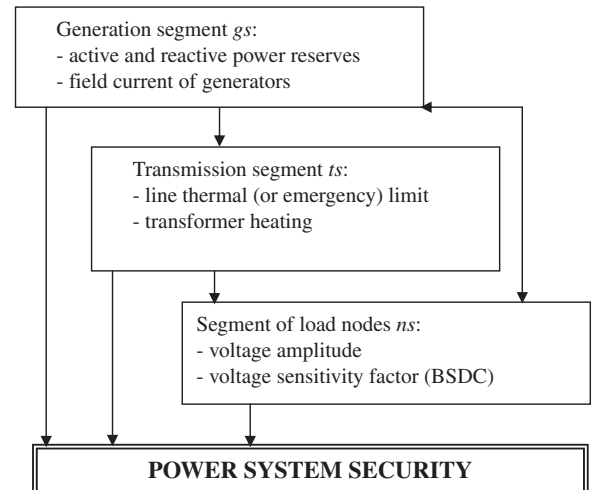 Generation segment gs:
- active and reactive power reserves
- field current of generators
Transmission segment ts:
- line thermal (or emergency) limit
- transformer heating
Segment of load nodes ns:
- voltage amplitude
- voltage sensitivity factor (BSDC)
POWER SYSTEM SECURITY